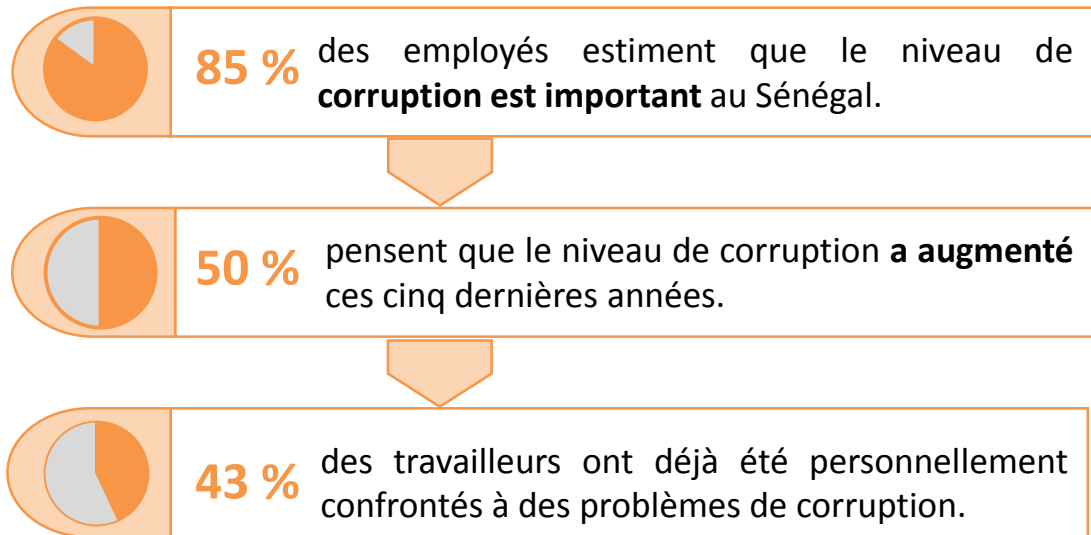 85 %
des employés estiment que le niveau de
corruption est important au Sénégal.
50 %
pensent que le niveau de corruption a augmenté
ces cinq dernières années.
43 %
des travailleurs ont déjà été personnellement
confrontés à des problèmes de corruption.